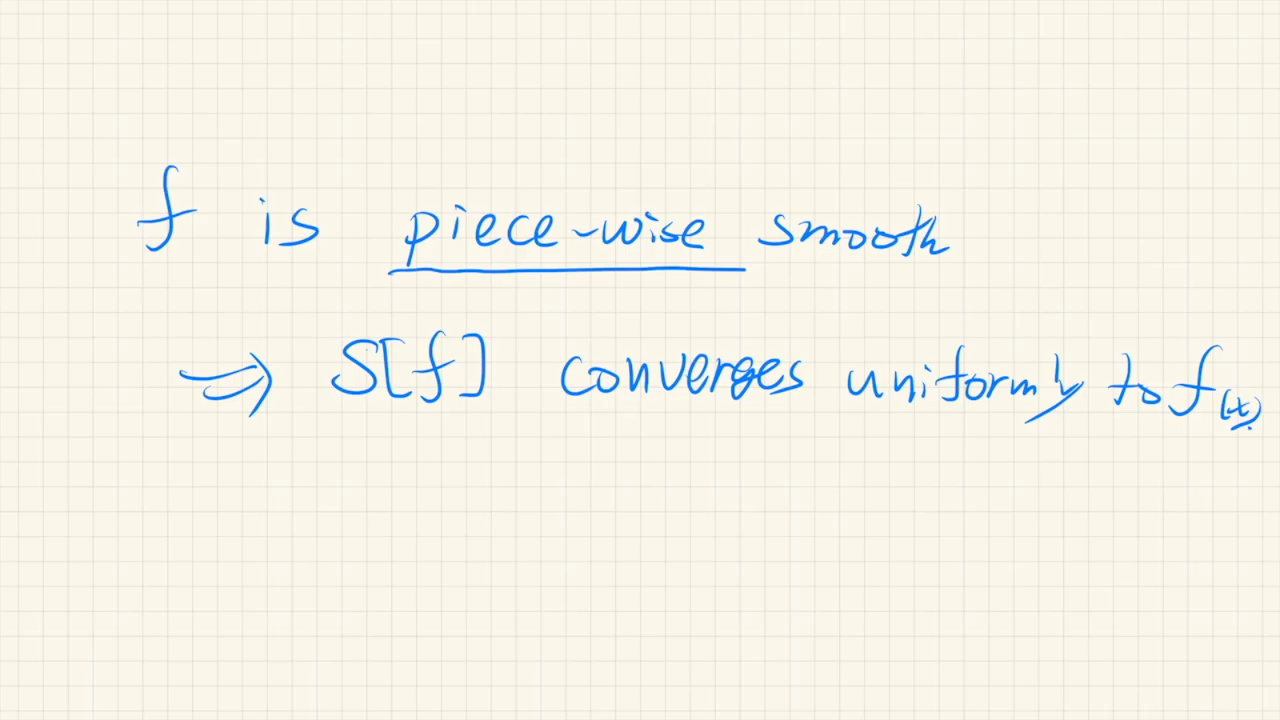 f is piece-wise smooth
⇒ S[f] converges uniformly to f(x)